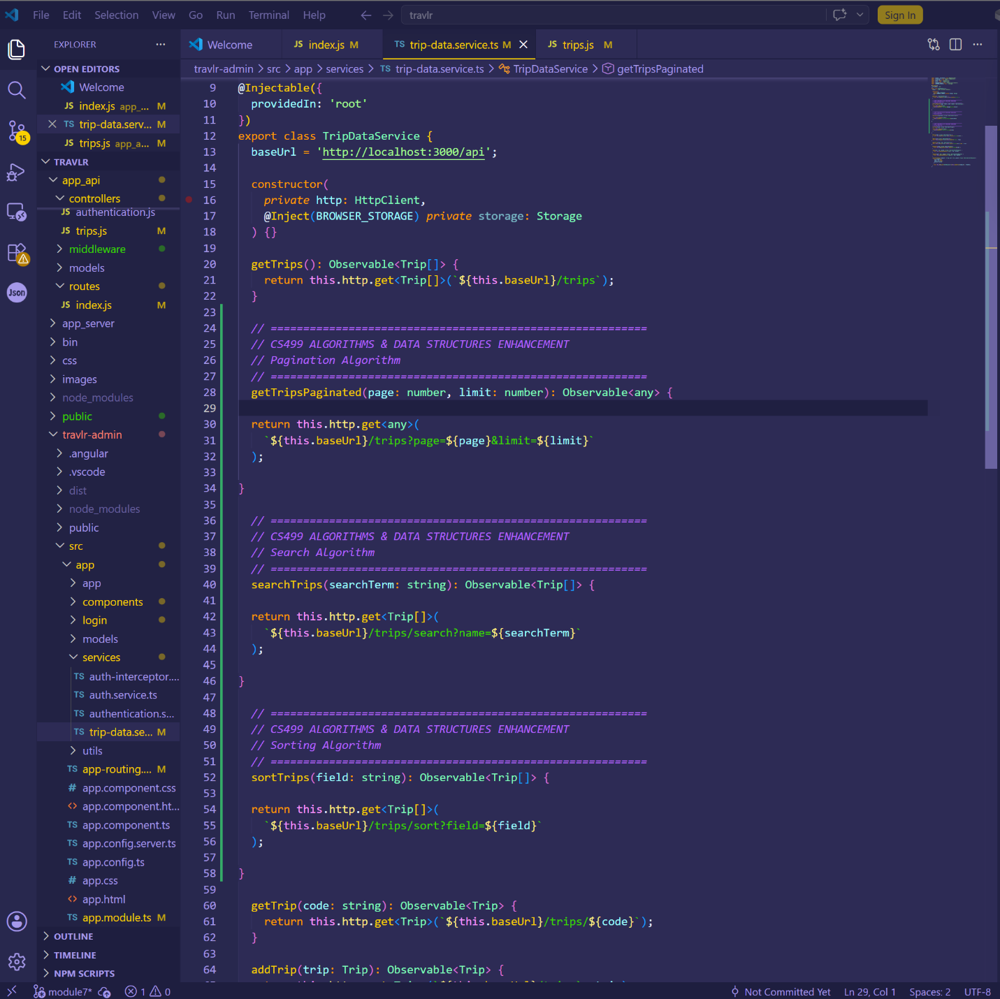 File Edit Selection View Go Run Terminal Help
travlr
Sign In
EXPLORER
OPEN EDITORS
Welcome
index.js app_... M
trip-data.serv... M
trips.js app_a... M
TRAVLR
app_api
controllers
authentication.js
trips.js M
middleware
models
routes
index.js M
app_server
bin
css
images
node_modules
public
travlr-admin
.angular
.vscode
dist
node_modules
public
src
app
app
components
login
models
services
TS auth-interceptor....
TS auth.service.ts
TS authentication.s...
TS trip-data.se... M
utils
TS app-routing.... M
# app.component.css
<> app.component.ht...
TS app.component.ts
TS app.config.server.ts
TS app.config.ts
# app.css
<> app.html
TS app.module.ts M
OUTLINE
TIMELINE
NPM SCRIPTS
15
Json
Welcome
JS index.js M
TS trip-data.service.ts M
JS trips.js M
travlr-admin > src > app > services > TS trip-data.service.ts > TripDataService > getTripsPaginated
9 @Injectable({
10 providedIn: 'root'
11 })
12 export class TripDataService {
13 baseUrl = 'http://localhost:3000/api';
14
15 constructor(
16 private http: HttpClient,
17 @Inject(BROWSER_STORAGE) private storage: Storage
18 ) {}
19
20 getTrips(): Observable<Trip[]> {
21 return this.http.get<Trip[]>(`${this.baseUrl}/trips`);
22 }
23
24 // ==========================================================
25 // CS499 ALGORITHMS & DATA STRUCTURES ENHANCEMENT
26 // Pagination Algorithm
27 // ==========================================================
28 getTripsPaginated(page: number, limit: number): Observable<any> {
29
30 return this.http.get<any>(
31 `${this.baseUrl}/trips?page=${page}&limit=${limit}`
32 );
33
34 }
35
36 // ==========================================================
37 // CS499 ALGORITHMS & DATA STRUCTURES ENHANCEMENT
38 // Search Algorithm
39 // ==========================================================
40 searchTrips(searchTerm: string): Observable<Trip[]> {
41
42 return this.http.get<Trip[]>(
43 `${this.baseUrl}/trips/search?name=${searchTerm}`
44 );
45
46 }
47
48 // ==========================================================
49 // CS499 ALGORITHMS & DATA STRUCTURES ENHANCEMENT
50 // Sorting Algorithm
51 // ==========================================================
52 sortTrips(field: string): Observable<Trip[]> {
53
54 return this.http.get<Trip[]>(
55 `${this.baseUrl}/trips/sort?field=${field}`
56 );
57
58 }
59
60 getTrip(code: string): Observable<Trip> {
61 return this.http.get<Trip>(`${this.baseUrl}/trips/${code}`);
62 }
63
64 addTrip(trip: Trip): Observable<Trip> {
module7* 1 0 Not Committed Yet Ln 29, Col 1 Spaces: 2 UTF-8